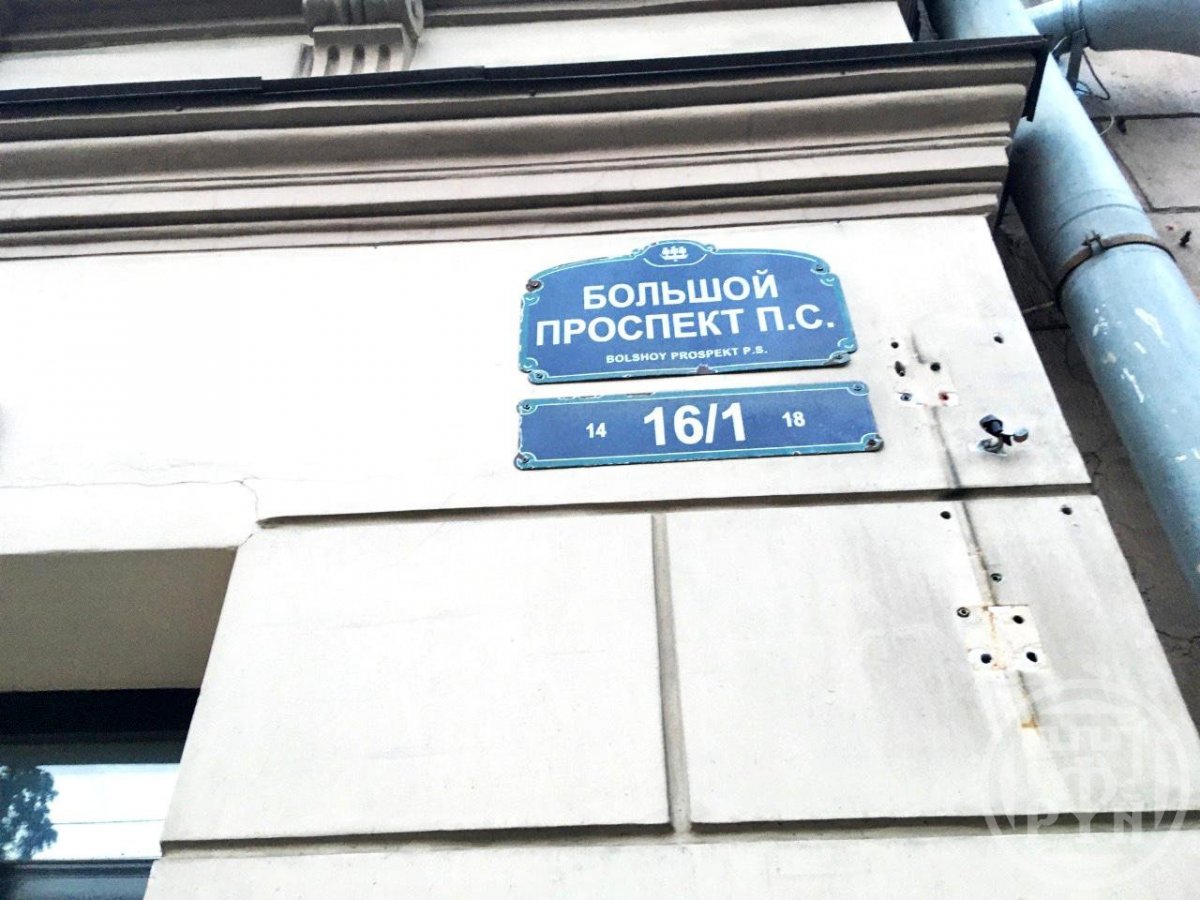 БОЛЬШОЙ
ПРОСПЕКТ П.С.
BOLSHOY PROSPEKT P.S.
14 16/1 18